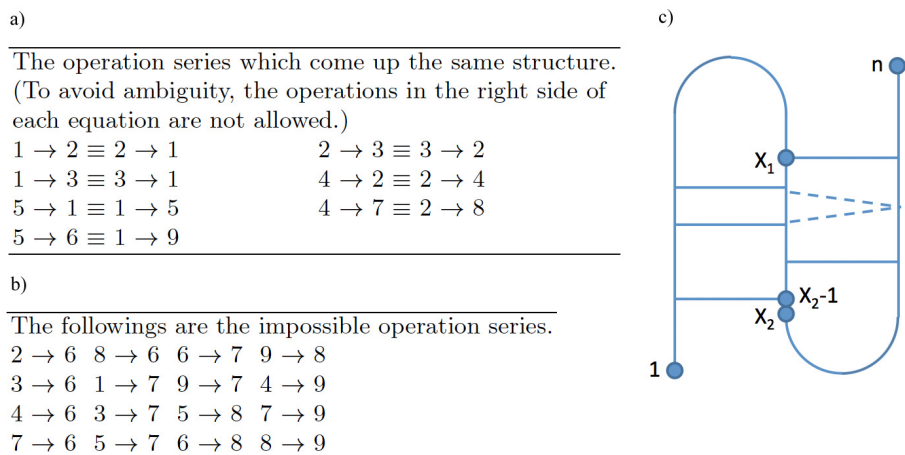 a)
The operation series which come up the same structure.
(To avoid ambiguity, the operations in the right side of
each equation are not allowed.)
1 → 2 ≡ 2 → 1 2 → 3 ≡ 3 → 2
1 → 3 ≡ 3 → 1 4 → 2 ≡ 2 → 4
5 → 1 ≡ 1 → 5 4 → 7 ≡ 2 → 8
5 → 6 ≡ 1 → 9
b)
The followings are the impossible operation series.
2 → 6 8 → 6 6 → 7 9 → 8
3 → 6 1 → 7 9 → 7 4 → 9
4 → 6 3 → 7 5 → 8 7 → 9
7 → 6 5 → 7 6 → 8 8 → 9
c)
n
X₁
X₂-1
X₂
1